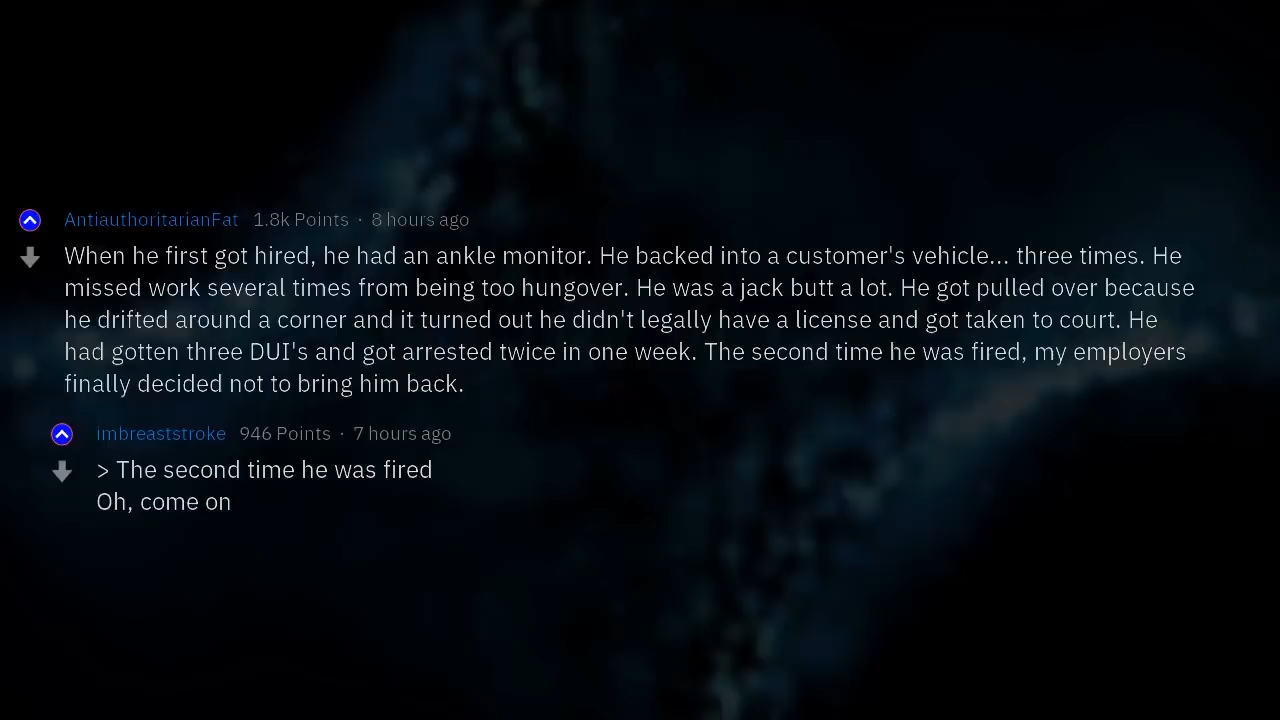 AntiauthoritarianFat 1.8k Points · 8 hours ago
When he first got hired, he had an ankle monitor. He backed into a customer's vehicle... three times. He
missed work several times from being too hungover. He was a jack butt a lot. He got pulled over because
he drifted around a corner and it turned out he didn't legally have a license and got taken to court. He
had gotten three DUI's and got arrested twice in one week. The second time he was fired, my employers
finally decided not to bring him back.
imbreaststroke 946 Points · 7 hours ago
> The second time he was fired
Oh, come on